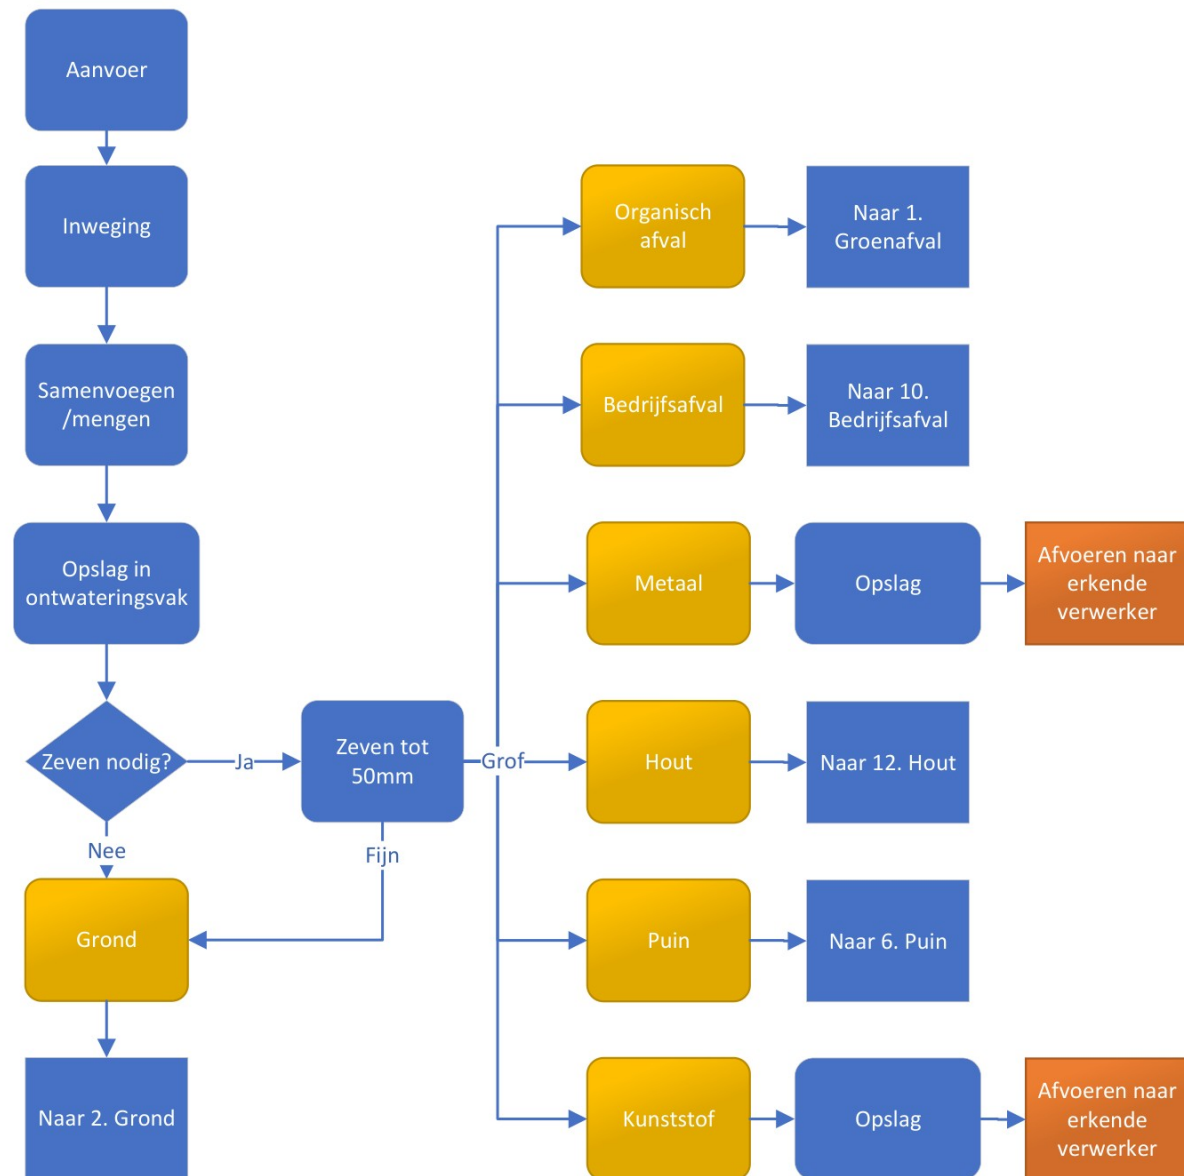 Aanvoer
Inweging
Samenvoegen
/mengen
Opslag in
ontwateringsvak
Zeven nodig?
Ja
Nee
Zeven tot
50mm
Grof
Fijn
Grond
Naar 2. Grond
Organisch
afval
Naar 1.
Groenafval
Bedrijfsafval
Naar 10.
Bedrijfsafval
Metaal
Opslag
Afvoeren naar
erkende
verwerker
Hout
Naar 12. Hout
Puin
Naar 6. Puin
Kunststof
Opslag
Afvoeren naar
erkende
verwerker